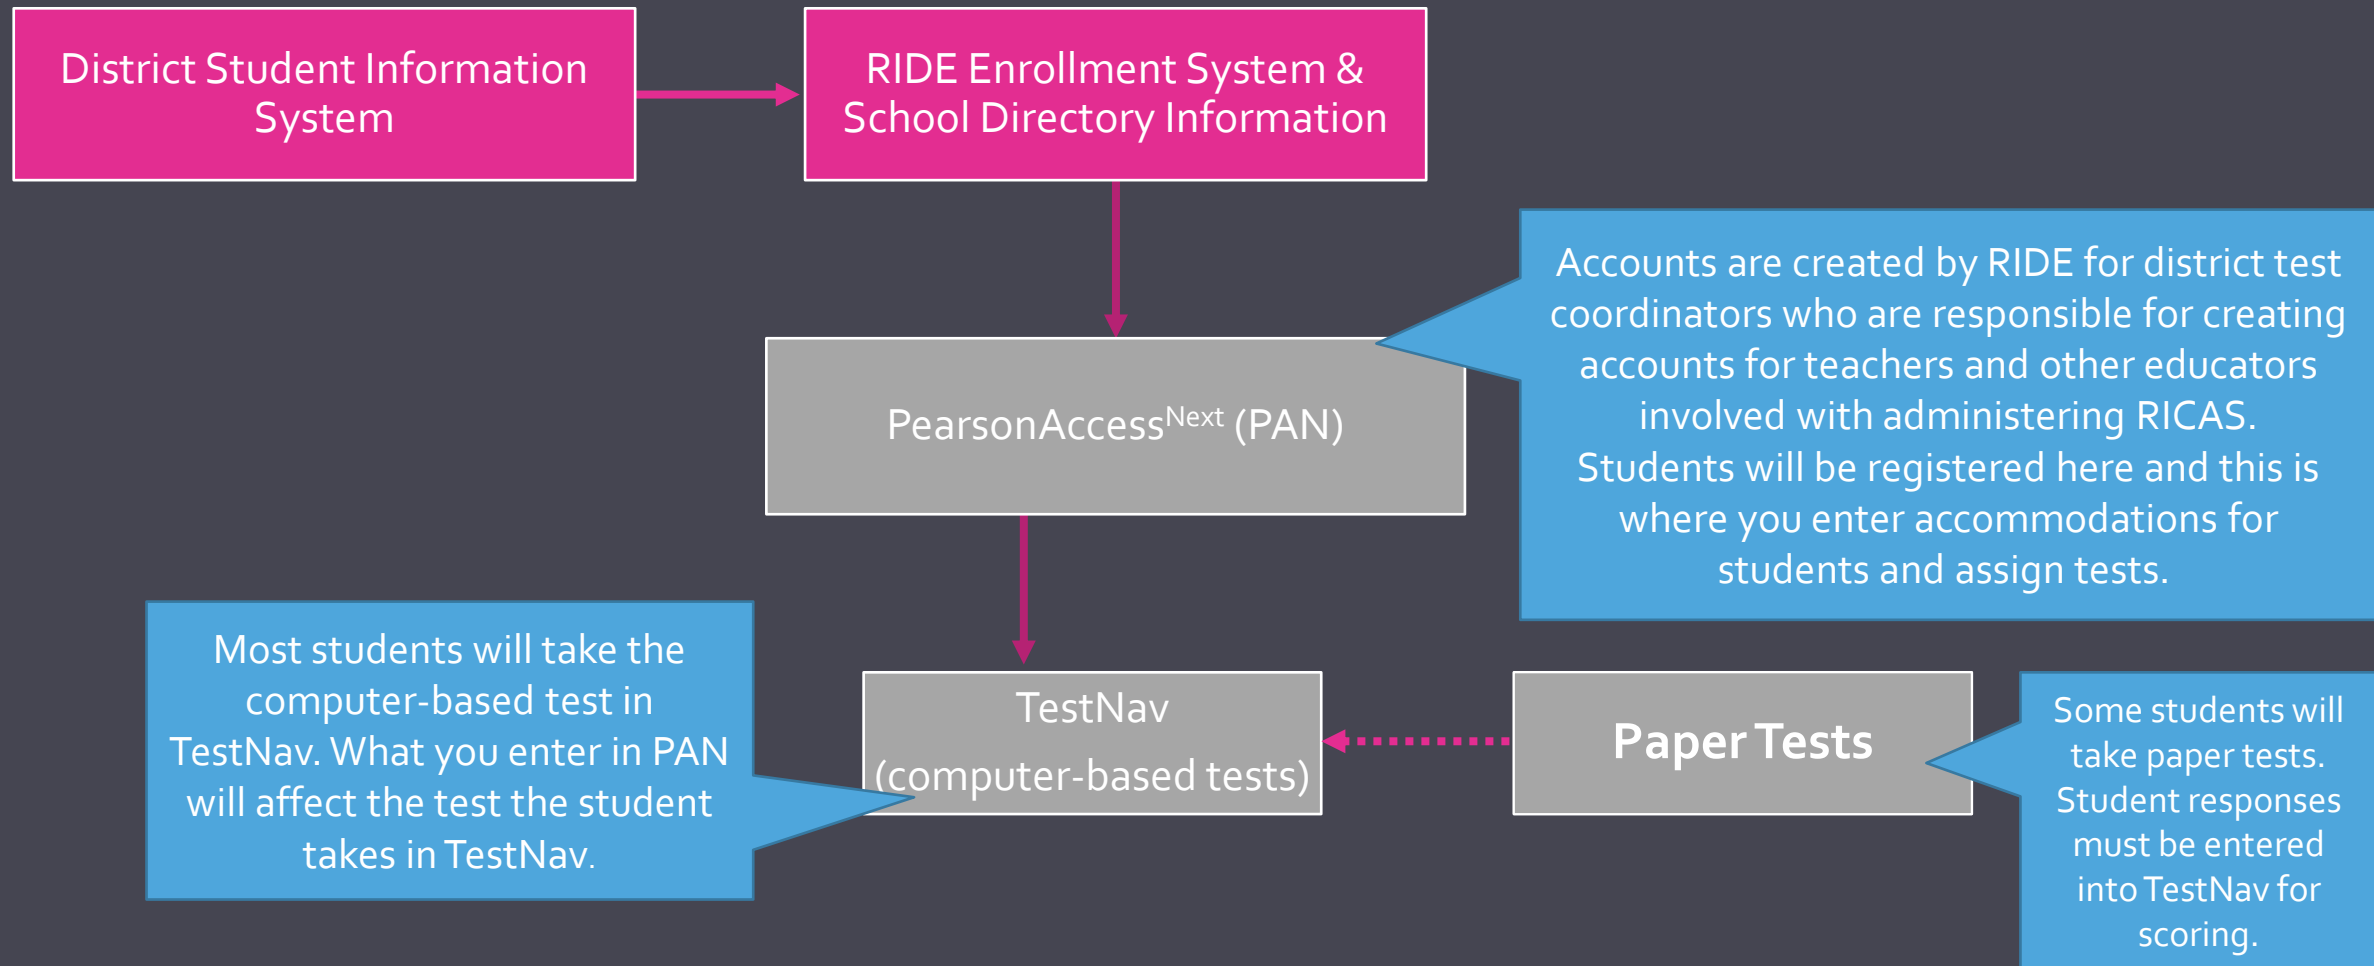 District Student Information
System
RIDE Enrollment System &
School Directory Information
Accounts are created by RIDE for district test
coordinators who are responsible for creating
accounts for teachers and other educators
involved with administering RICAS.
Students will be registered here and this is
where you enter accommodations for
students and assign tests.
PearsonAccessNext (PAN)
Most students will take the
computer-based test in
TestNav. What you enter in PAN
will affect the test the student
takes in TestNav.
TestNav
(computer-based tests)
Paper Tests
Some students will
take paper tests.
Student responses
must be entered
into TestNav for
scoring.